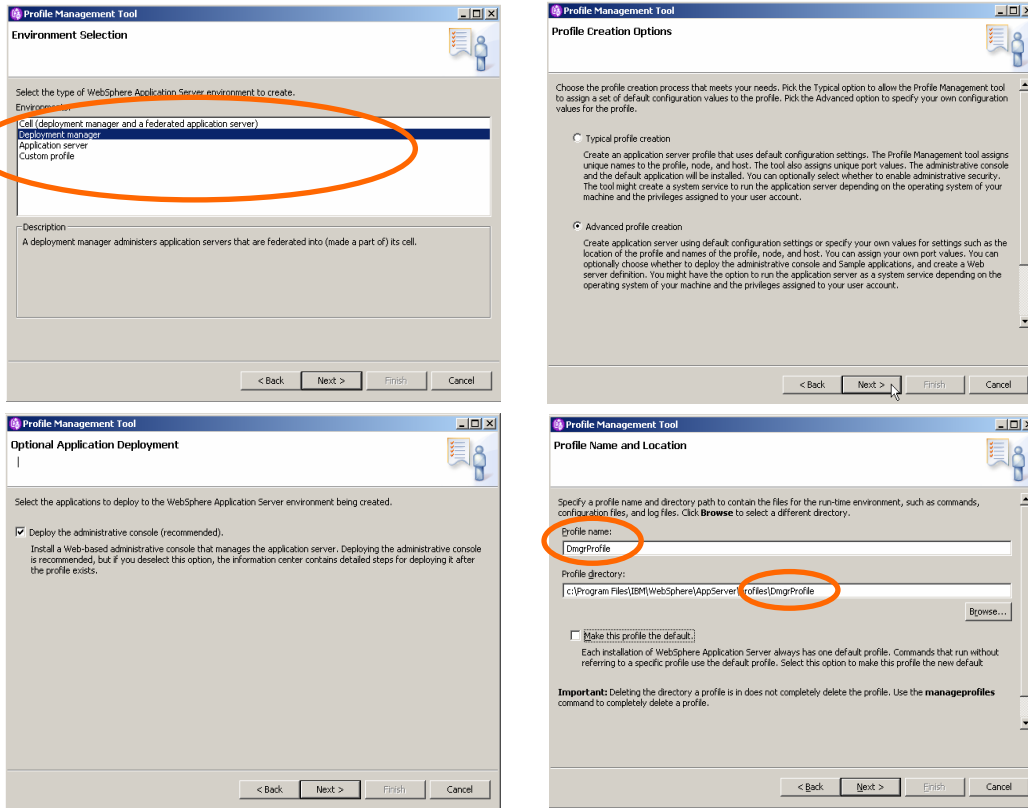 Profile Management Tool
Environment Selection
Select the type of WebSphere Application Server environment to create.
Environments:
Cell (deployment manager and a federated application server)
Deployment manager
Application server
Custom profile
Description
A deployment manager administers application servers that are federated into (made a part of) its cell.
< Back
Next >
Finish
Cancel
Profile Management Tool
Profile Creation Options
Choose the profile creation process that meets your needs. Pick the Typical option to allow the Profile Management tool
to assign a set of default configuration values to the profile. Pick the Advanced option to specify your own configuration
values for the profile.
Typical profile creation
Create an application server profile that uses default configuration settings. The Profile Management tool assigns
unique names to the profile, node, and host. The tool also assigns unique port values. The administrative console
and the default application will be installed. You can optionally select whether to enable administrative security.
The tool might create a system service to run the application server depending on the operating system of your
machine and the privileges assigned to your user account.
Advanced profile creation
Create application server using default configuration settings or specify your own values for settings such as the
location of the profile and names of the profile, node, and host. You can assign your own port values. You can
optionally choose whether to deploy the administrative console and Sample applications, and create a Web
server definition. You might have the option to run the application server as a system service depending on the
operating system of your machine and the privileges assigned to your user account.
< Back
Next >
Finish
Cancel
Profile Management Tool
Optional Application Deployment
Select the applications to deploy to the WebSphere Application Server environment being created.
Deploy the administrative console (recommended).
Install a Web-based administrative console that manages the application server. Deploying the administrative console
is recommended, but if you deselect this option, the information center contains detailed steps for deploying it after
the profile exists.
< Back
Next >
Finish
Cancel
Profile Management Tool
Profile Name and Location
Specify a profile name and directory path to contain the files for the run-time environment, such as commands,
configuration files, and log files. Click Browse to select a different directory.
Profile name:
DmgrProfile
Profile directory:
c:\Program Files\IBM\WebSphere\AppServer\profiles\DmgrProfile
Browse...
Make this profile the default.
Each installation of WebSphere Application Server always has one default profile. Commands that run without
referring to a specific profile use the default profile. Select this option to make this profile the new default
Important: Deleting the directory a profile is in does not completely delete the profile. Use the manageprofiles
command to completely delete a profile.
< Back
Next >
Finish
Cancel